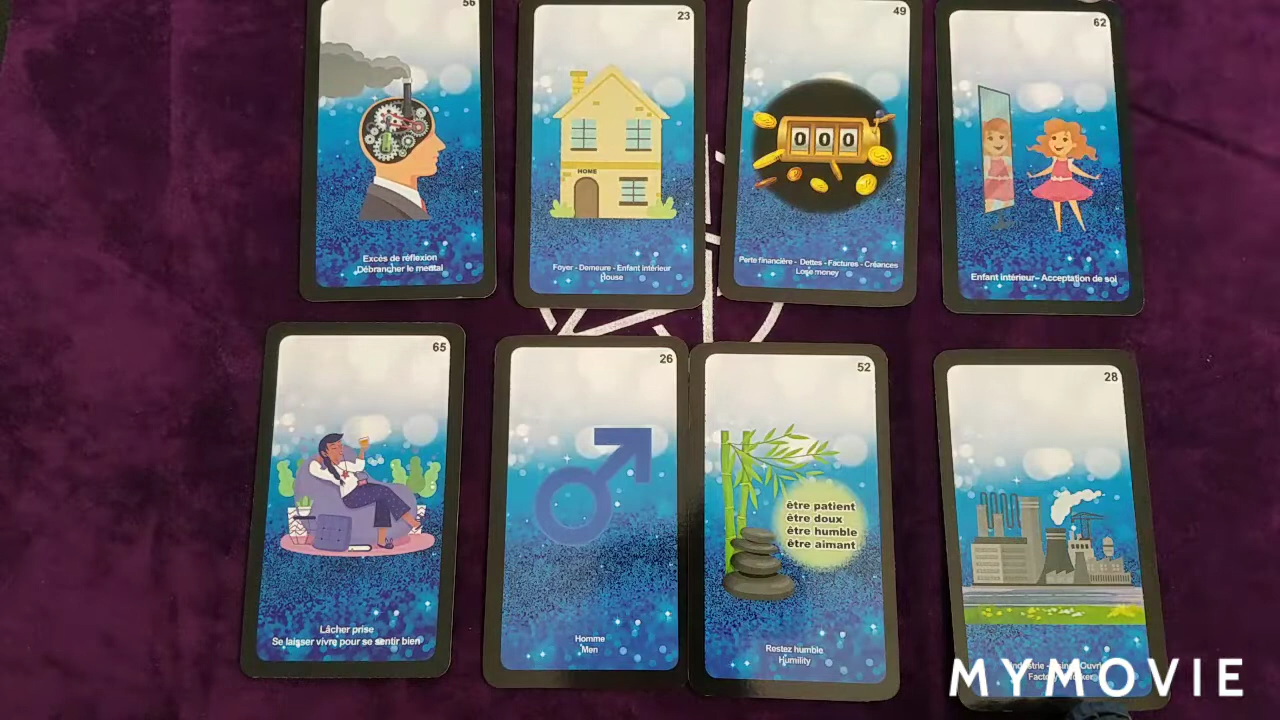 56
Excès de réflexion
Débrancher le mental
23
HOME
Foyer - Demeure - Enfant intérieur
House
49
000
Perte financière - Dettes - Factures - Créances
Lose money
62
Enfant intérieur - Acceptation de soi
65
Lâcher prise
Se laisser vivre pour se sentir bien
26
Homme
Men
52
être patient
être doux
être humble
être aimant
Restez humble
Humility
28
MYMOVIE